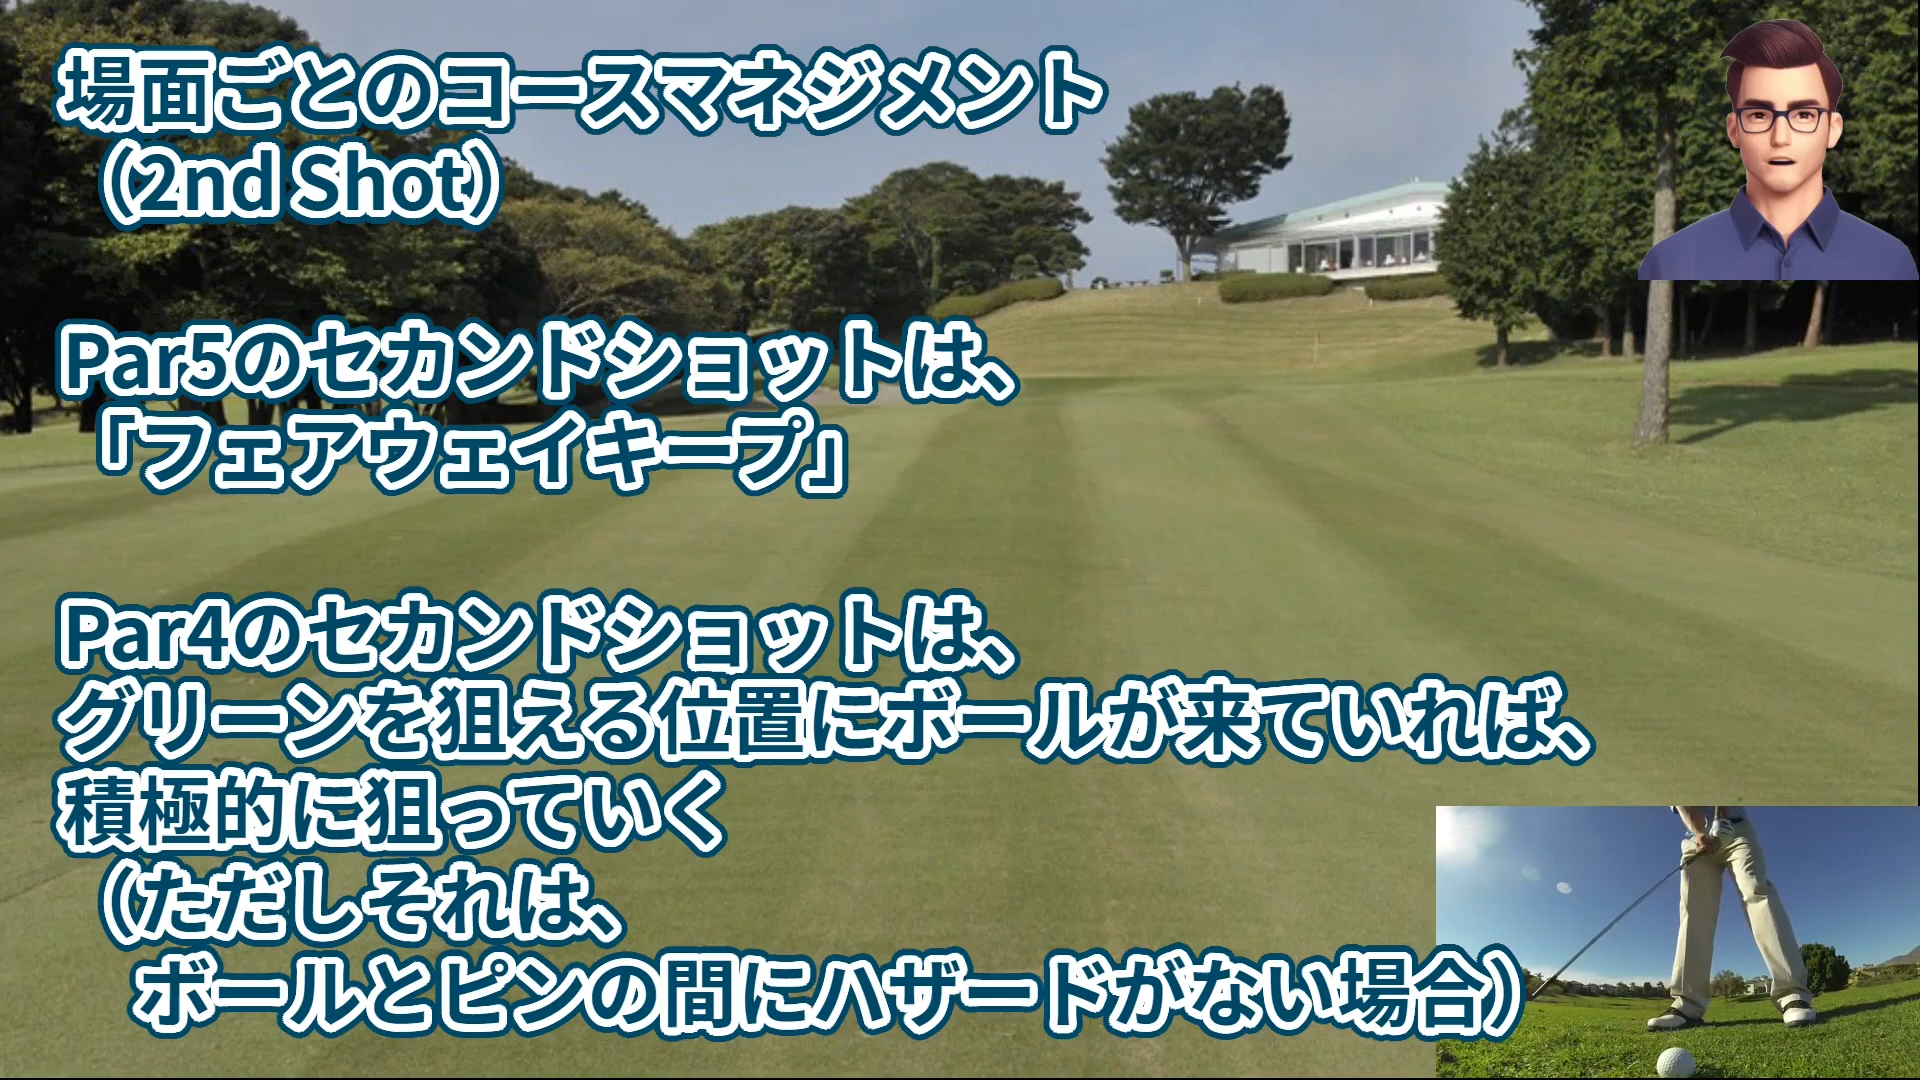 場面ごとのコースマネジメント
（2nd Shot）
Par5のセカンドショットは、
「フェアウェイキープ」
Par4のセカンドショットは、
グリーンを狙える位置にボールが来ていれば、
積極的に狙っていく
（ただしそれは、
ボールとピンの間にハザードがない場合）